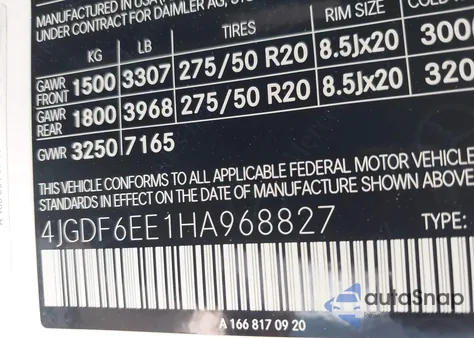 MANUFACTURED IN USA
UNDER CONTRACT FOR DAIMLER AG,
KG LB TIRES RIM SIZE COLD
GAWR FRONT 1500 3307 275/50 R20 8.5Jx20 300
GAWR REAR 1800 3968 275/50 R20 8.5Jx20 320
GVWR 3250 7165
THIS VEHICLE CONFORMS TO ALL APPLICABLE FEDERAL MOTOR VEHICLE
STANDARDS IN EFFECT ON THE DATE OF MANUFACTURE SHOWN ABOVE
4JGDF6EE1HA968827 TYPE:
A 166 817 09 20
autoSnap